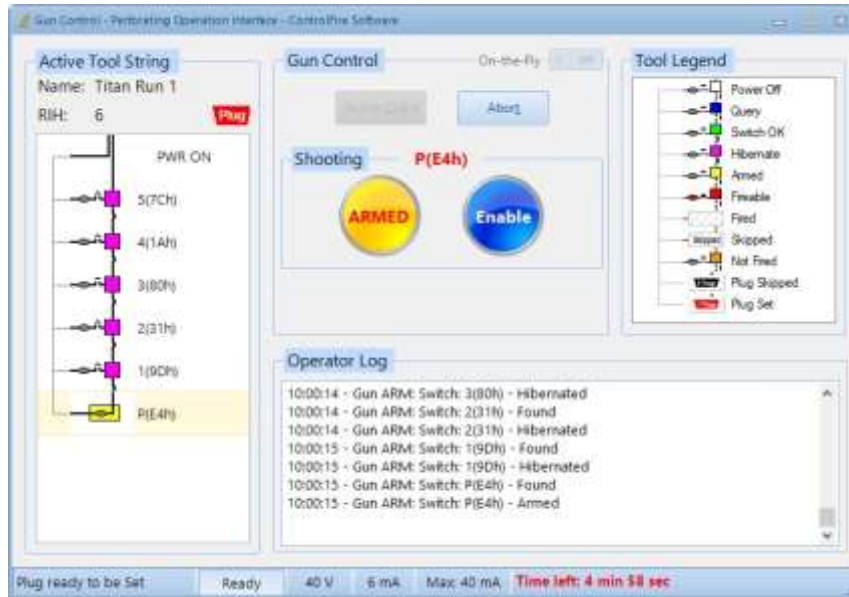 Gun Control - Perforating Operation Interface - ControlFire Software
Active Tool String
Name: Titan Run 1
RIH: 6
Plug
PWR ON
5(7Ch)
4(1Ah)
3(80h)
2(31h)
1(9Dh)
P(E4h)
Gun Control
On-the-Fly
Abort
Shooting
P(E4h)
ARMED
Enable
Tool Legend
Power Off
Query
Switch OK
Hibernate
Armed
Fireable
Fired
Skipped
Not Fired
Plug Skipped
Plug Set
Operator Log
10:00:14 - Gun ARM: Switch: 3(80h) - Hibernated
10:00:14 - Gun ARM: Switch: 2(31h) - Found
10:00:14 - Gun ARM: Switch: 2(31h) - Hibernated
10:00:15 - Gun ARM: Switch: 1(9Dh) - Found
10:00:15 - Gun ARM: Switch: 1(9Dh) - Hibernated
10:00:15 - Gun ARM: Switch: P(E4h) - Found
10:00:15 - Gun ARM: Switch: P(E4h) - Armed
Plug ready to be Set
Ready
40 V
6 mA
Max: 40 mA
Time left: 4 min 58 sec